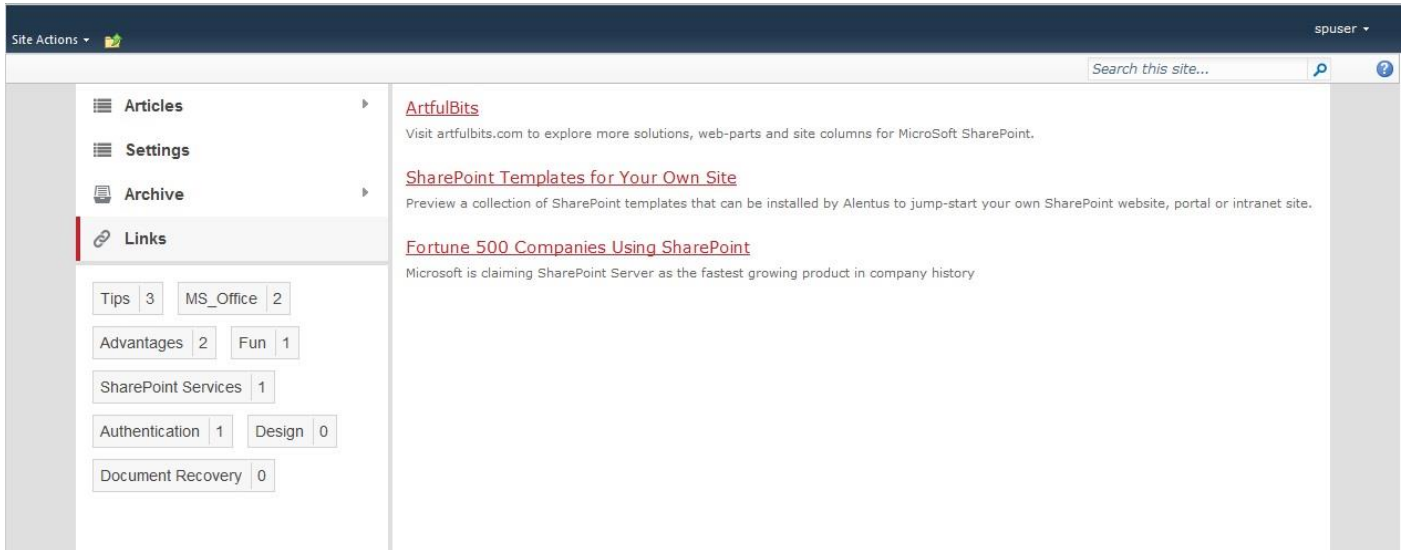 spuser
Site Actions
Search this site...
Articles
Settings
Archive
Links
Tips 3 MS_Office 2
Advantages 2 Fun 1
SharePoint Services 1
Authentication 1 Design 0
Document Recovery 0
ArtfulBits
Visit artfulbits.com to explore more solutions, web-parts and site columns for MicroSoft SharePoint.
SharePoint Templates for Your Own Site
Preview a collection of SharePoint templates that can be installed by Alentus to jump-start your own SharePoint website, portal or intranet site.
Fortune 500 Companies Using SharePoint
Microsoft is claiming SharePoint Server as the fastest growing product in company history